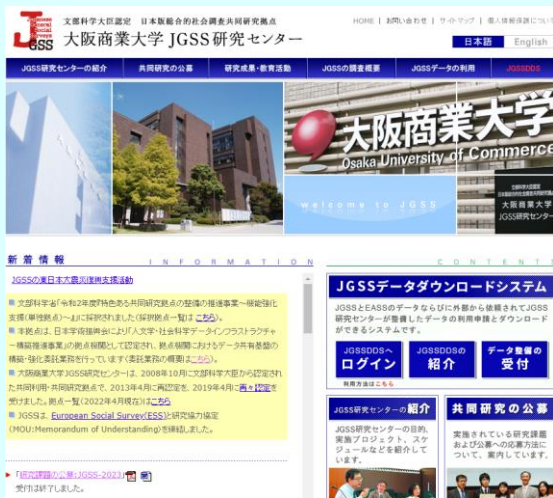 文部科学大臣認定 日本版総合的社会調査共同研究拠点
大阪商業大学 JGSS研究センター
JGSS
HOME | お問い合わせ | サイトマップ | 個人情報保護につい
日本語 English
JGSS研究センターの紹介 共同研究の公募 研究成果・教育活動 JGSSの調査概要 JGSSデータの利用 JGSSDDS
大阪商業大学
Osaka University of Commerce
welcome to JGSS
大阪商業大学
JGSS研究センター
新着情報 INFORMATION
CONTENTS
JGSSの東日本大震災復興支援活動
文部科学省「令和2年度『特色ある共同研究拠点の整備の推進事業～機能強化
支援（単独拠点）～』」に採択されました（採択拠点一覧は こちら）。
本拠点は、日本学術振興会により「人文学・社会科学データインフラストラクチャ
ー構築推進事業」の拠点機関として認定され、拠点機関におけるデータ共有基盤の
構築・強化委託業務を行っています（委託業務の概要はこちら）。
大阪商業大学JGSS研究センターは、2008年10月に文部科学大臣から認定され
た共同利用・共同研究拠点で、2013年4月に再認定を、2019年4月に再々認定を
受けました。拠点一覧（2022年4月現在）はこちら
JGSSは、European Social Survey(ESS)と研究協力協定
（MOU:Memorandum of Understanding）を締結しました。
「研究課題の公募:JGSS-2023」
受付は終了しました。
JGSSデータダウンロードシステム
JGSSとEASSのデータならびに外部から依頼されてJGSS
研究センターが整備したデータの利用申請とダウンロード
ができるシステムです。
JGSSDDSへ
ログイン
JGSSDDSの
紹介
データ整備の
受付
利用方法はこちら
JGSS研究センターの紹介
JGSS研究センターの目的、
実施プロジェクト、スケ
ジュールなどを紹介して
います。
共同研究の公募
実施されている研究課題
および公募への応募方法に
ついて、案内しています。